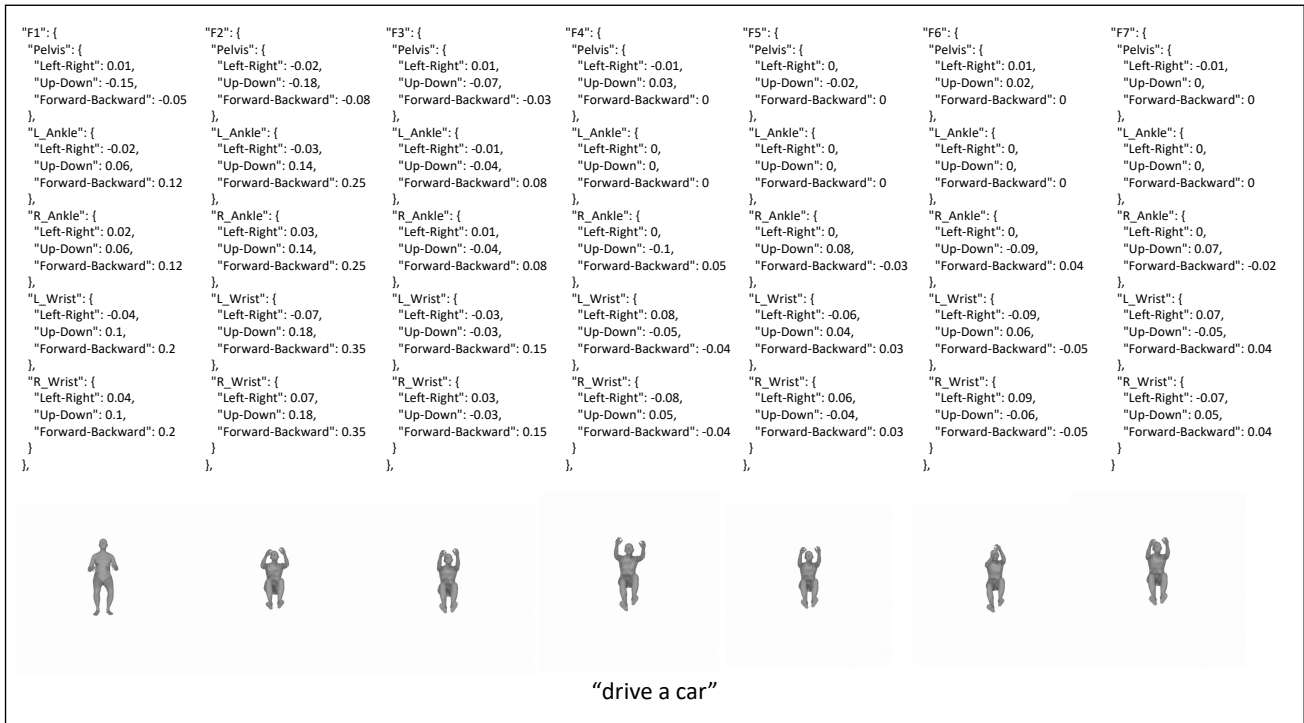 "F1": {
"Pelvis": {
"Left-Right": 0.01,
"Up-Down": -0.15,
"Forward-Backward": -0.05
},
"L_Ankle": {
"Left-Right": -0.02,
"Up-Down": 0.06,
"Forward-Backward": 0.12
},
"R_Ankle": {
"Left-Right": 0.02,
"Up-Down": 0.06,
"Forward-Backward": 0.12
},
"L_Wrist": {
"Left-Right": -0.04,
"Up-Down": 0.1,
"Forward-Backward": 0.2
},
"R_Wrist": {
"Left-Right": 0.04,
"Up-Down": 0.1,
"Forward-Backward": 0.2
}
},
"F2": {
"Pelvis": {
"Left-Right": -0.02,
"Up-Down": -0.18,
"Forward-Backward": -0.08
},
"L_Ankle": {
"Left-Right": -0.03,
"Up-Down": 0.14,
"Forward-Backward": 0.25
},
"R_Ankle": {
"Left-Right": 0.03,
"Up-Down": 0.14,
"Forward-Backward": 0.25
},
"L_Wrist": {
"Left-Right": -0.07,
"Up-Down": 0.18,
"Forward-Backward": 0.35
},
"R_Wrist": {
"Left-Right": 0.07,
"Up-Down": 0.18,
"Forward-Backward": 0.35
}
},
"F3": {
"Pelvis": {
"Left-Right": 0.01,
"Up-Down": -0.07,
"Forward-Backward": -0.03
},
"L_Ankle": {
"Left-Right": -0.01,
"Up-Down": -0.04,
"Forward-Backward": 0.08
},
"R_Ankle": {
"Left-Right": 0.01,
"Up-Down": -0.04,
"Forward-Backward": 0.08
},
"L_Wrist": {
"Left-Right": -0.03,
"Up-Down": -0.03,
"Forward-Backward": 0.15
},
"R_Wrist": {
"Left-Right": 0.03,
"Up-Down": -0.03,
"Forward-Backward": 0.15
}
},
"F4": {
"Pelvis": {
"Left-Right": -0.01,
"Up-Down": 0.03,
"Forward-Backward": 0
},
"L_Ankle": {
"Left-Right": 0,
"Up-Down": 0,
"Forward-Backward": 0
},
"R_Ankle": {
"Left-Right": 0,
"Up-Down": -0.1,
"Forward-Backward": 0.05
},
"L_Wrist": {
"Left-Right": 0.08,
"Up-Down": -0.05,
"Forward-Backward": -0.04
},
"R_Wrist": {
"Left-Right": -0.08,
"Up-Down": 0.05,
"Forward-Backward": -0.04
}
},
"F5": {
"Pelvis": {
"Left-Right": 0,
"Up-Down": -0.02,
"Forward-Backward": 0
},
"L_Ankle": {
"Left-Right": 0,
"Up-Down": 0,
"Forward-Backward": 0
},
"R_Ankle": {
"Left-Right": 0,
"Up-Down": 0.08,
"Forward-Backward": -0.03
},
"L_Wrist": {
"Left-Right": -0.06,
"Up-Down": 0.04,
"Forward-Backward": 0.03
},
"R_Wrist": {
"Left-Right": 0.06,
"Up-Down": -0.04,
"Forward-Backward": 0.03
}
},
"F6": {
"Pelvis": {
"Left-Right": 0.01,
"Up-Down": 0.02,
"Forward-Backward": 0
},
"L_Ankle": {
"Left-Right": 0,
"Up-Down": 0,
"Forward-Backward": 0
},
"R_Ankle": {
"Left-Right": 0,
"Up-Down": -0.09,
"Forward-Backward": 0.04
},
"L_Wrist": {
"Left-Right": -0.09,
"Up-Down": 0.06,
"Forward-Backward": -0.05
},
"R_Wrist": {
"Left-Right": 0.09,
"Up-Down": -0.06,
"Forward-Backward": -0.05
}
},
"F7": {
"Pelvis": {
"Left-Right": -0.01,
"Up-Down": 0,
"Forward-Backward": 0
},
"L_Ankle": {
"Left-Right": 0,
"Up-Down": 0,
"Forward-Backward": 0
},
"R_Ankle": {
"Left-Right": 0,
"Up-Down": 0.07,
"Forward-Backward": -0.02
},
"L_Wrist": {
"Left-Right": 0.07,
"Up-Down": -0.05,
"Forward-Backward": 0.04
},
"R_Wrist": {
"Left-Right": -0.07,
"Up-Down": 0.05,
"Forward-Backward": 0.04
}
}
“drive a car”